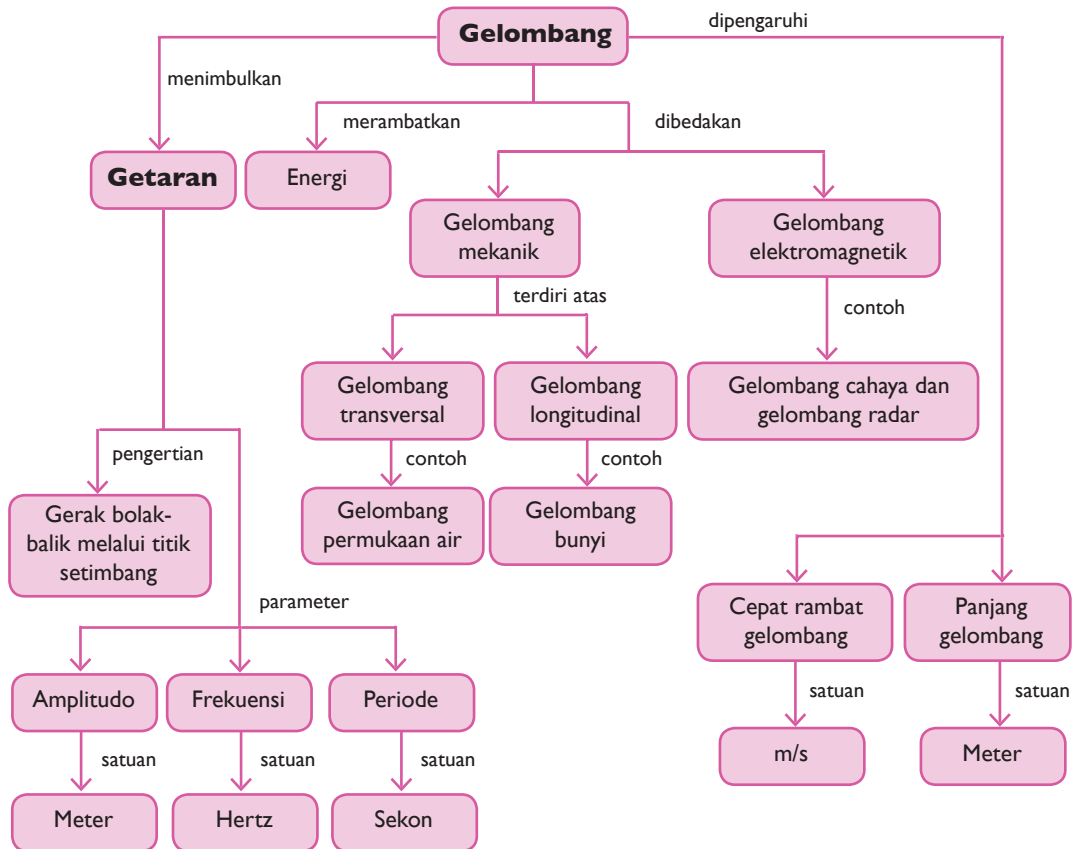 Gelombang
dipengaruhi
menimbulkan
merambatkan
dibedakan
Getaran
Energi
Gelombang
mekanik
Gelombang
elektromagnetik
terdiri atas
contoh
Gelombang
transversal
Gelombang
longitudinal
Gelombang cahaya dan
gelombang radar
pengertian
contoh
contoh
Gerak bolak-
balik melalui titik
setimbang
Gelombang
permukaan air
Gelombang
bunyi
parameter
Cepat rambat
gelombang
Panjang
gelombang
Amplitudo
Frekuensi
Periode
satuan
satuan
satuan
satuan
satuan
m/s
Meter
Meter
Hertz
Sekon